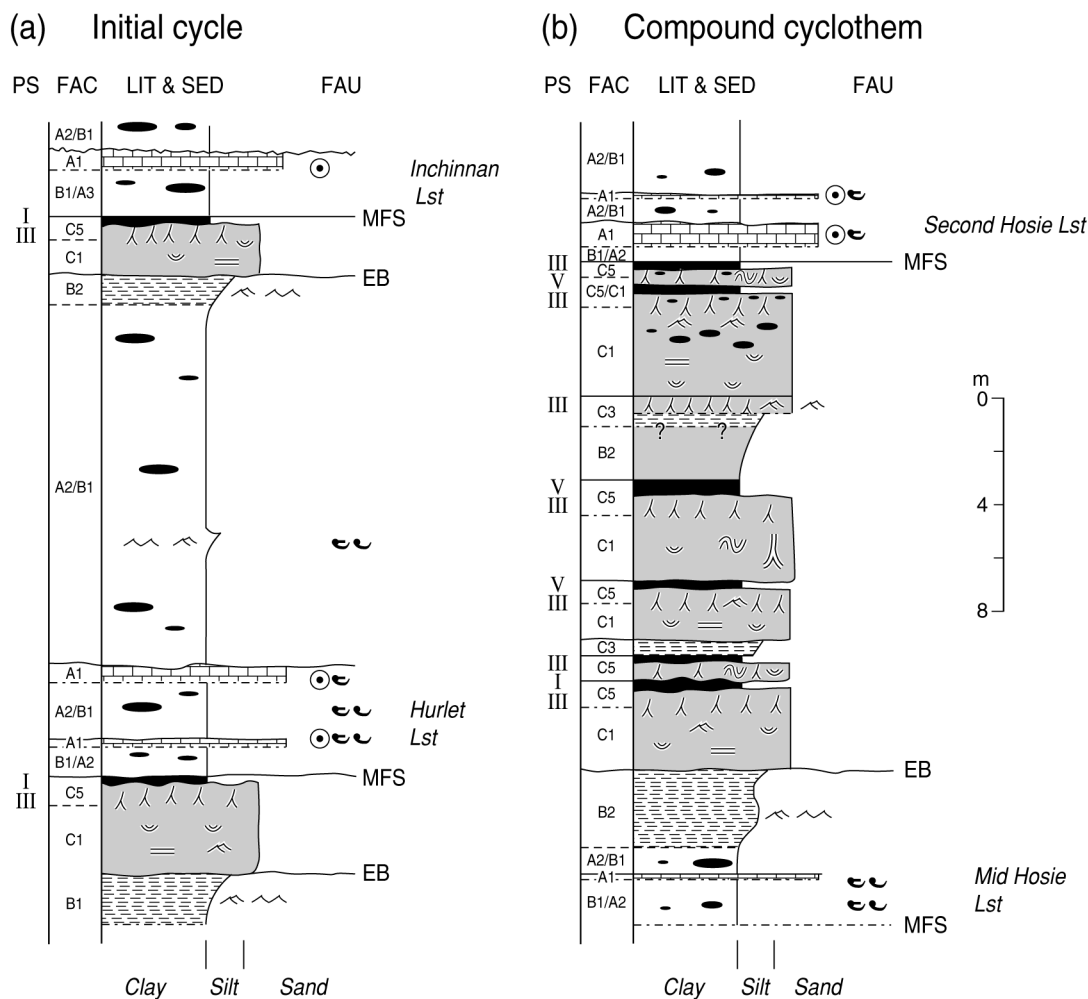 (a) Initial cycle
PS FAC LIT & SED FAU
A2/B1
A1
Inchinnan
Lst
B1/A3
I
MFS
III
C5
C1
EB
B2
A2/B1
A1
A2/B1
Hurlet
Lst
A1
B1/A2
I
MFS
III
C5
C1
EB
B1
Clay Silt Sand
(b) Compound cyclothem
PS FAC LIT & SED FAU
A2/B1
A1
A2/B1
A1
Second Hosie Lst
B1/A2
III
MFS
C5
V
C5/C1
III
C1
III
C3
? ?
B2
V
C5
III
C1
V
C5
III
C1
C3
III
C5
I
C5
III
C1
EB
B2
A2/B1
A1
Mid Hosie
Lst
B1/A2
MFS
Clay Silt Sand
m
0
4
8